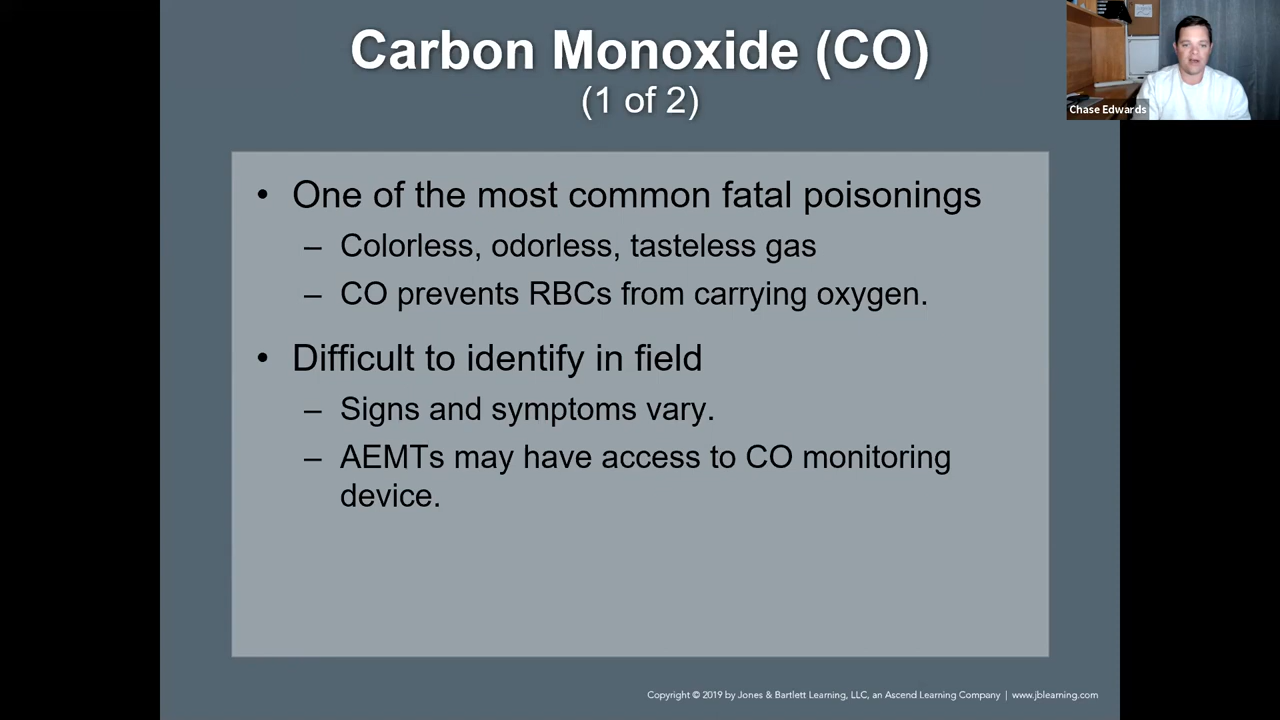 Carbon Monoxide (CO)
(1 of 2)
Chase Edwards
• One of the most common fatal poisonings
– Colorless, odorless, tasteless gas
– CO prevents RBCs from carrying oxygen.
• Difficult to identify in field
– Signs and symptoms vary.
– AEMTs may have access to CO monitoring
device.
Copyright © 2019 by Jones & Bartlett Learning, LLC, an Ascend Learning Company | www.jblearning.com